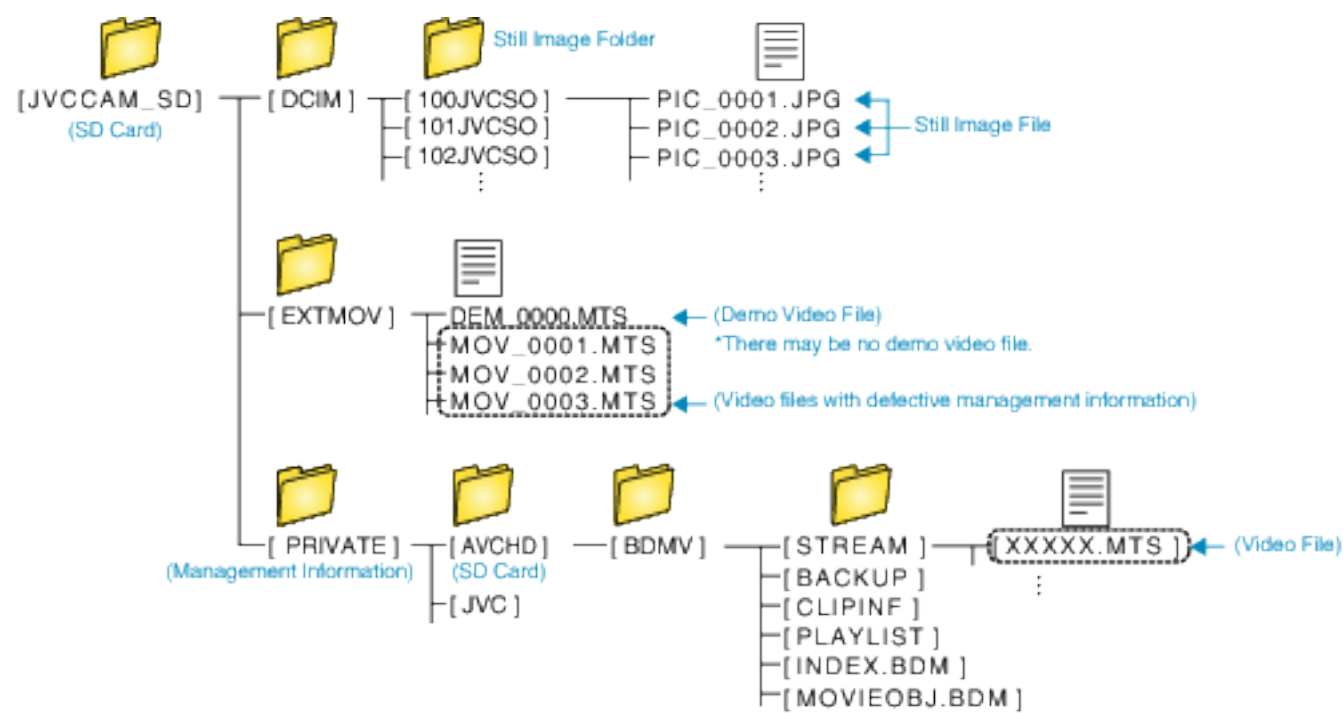 Still Image Folder
[JVCCAM_SD] [DCIM] [100JVCSO] PIC_0001.JPG
(SD Card) [101JVCSO] PIC_0002.JPG Still Image File
[102JVCSO] PIC_0003.JPG
[EXTMOV] DEM_0000.MTS (Demo Video File)
MOV_0001.MTS *There may be no demo video file.
MOV_0002.MTS
MOV_0003.MTS (Video files with defective management information)
[PRIVATE] [AVCHD] [BDMV] [STREAM] [XXXXX.MTS] (Video File)
(Management Information) (SD Card) [BACKUP]
[JVC] [CLIPINF]
[PLAYLIST]
[INDEX.BDM]
[MOVIEOBJ.BDM]